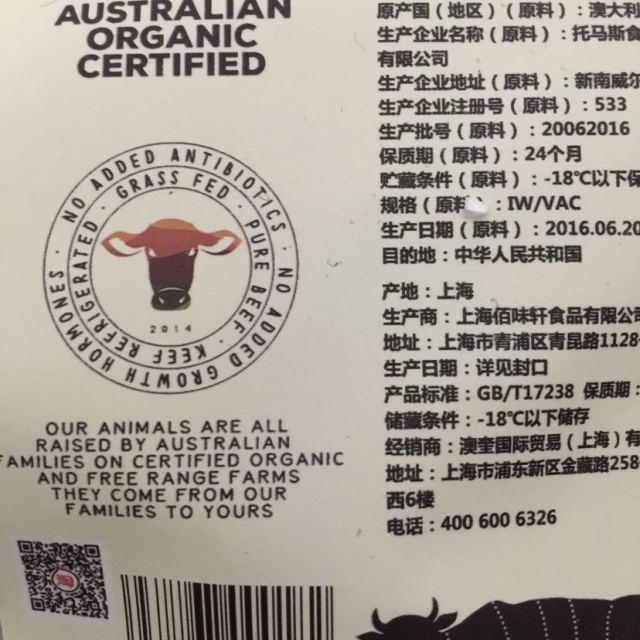 AUSTRALIAN
ORGANIC
CERTIFIED
NO ADDED ANTIBIOTICS · NO ADDED GROWTH HORMONES ·
GRASS FED · PURE BEEF · KEEF REFRIGERATED ·
2014
OUR ANIMALS ARE ALL
RAISED BY AUSTRALIAN
FAMILIES ON CERTIFIED ORGANIC
AND FREE RANGE FARMS
THEY COME FROM OUR
FAMILIES TO YOURS
原产国（地区）（原料）：澳大利
生产企业名称（原料）：托马斯食
有限公司
生产企业地址（原料）：新南威尔
生产企业注册号（原料）：533
生产批号（原料）：20062016
保质期（原料）：24个月
贮藏条件（原料）：-18℃以下保
规格（原料）：IW/VAC
生产日期（原料）：2016.06.20
目的地：中华人民共和国
产地：上海
生产商：上海佰味轩食品有限公司
地址：上海市青浦区青昆路1128
生产日期：详见封口
产品标准：GB/T17238 保质期：
储藏条件：-18℃以下储存
经销商：澳奎国际贸易（上海）有
地址：上海市浦东新区金藏路258
西6楼
电话：400 600 6326